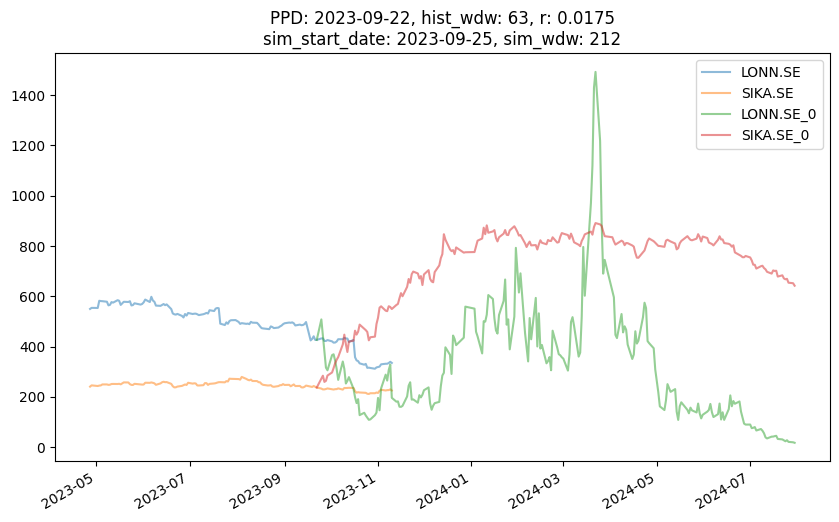 PPD: 2023-09-22, hist_wdw: 63, r: 0.0175
sim_start_date: 2023-09-25, sim_wdw: 212
LONN.SE
SIKA.SE
LONN.SE_0
SIKA.SE_0
1400
1200
1000
800
600
400
200
0
2023-05
2023-07
2023-09
2023-11
2024-01
2024-03
2024-05
2024-07